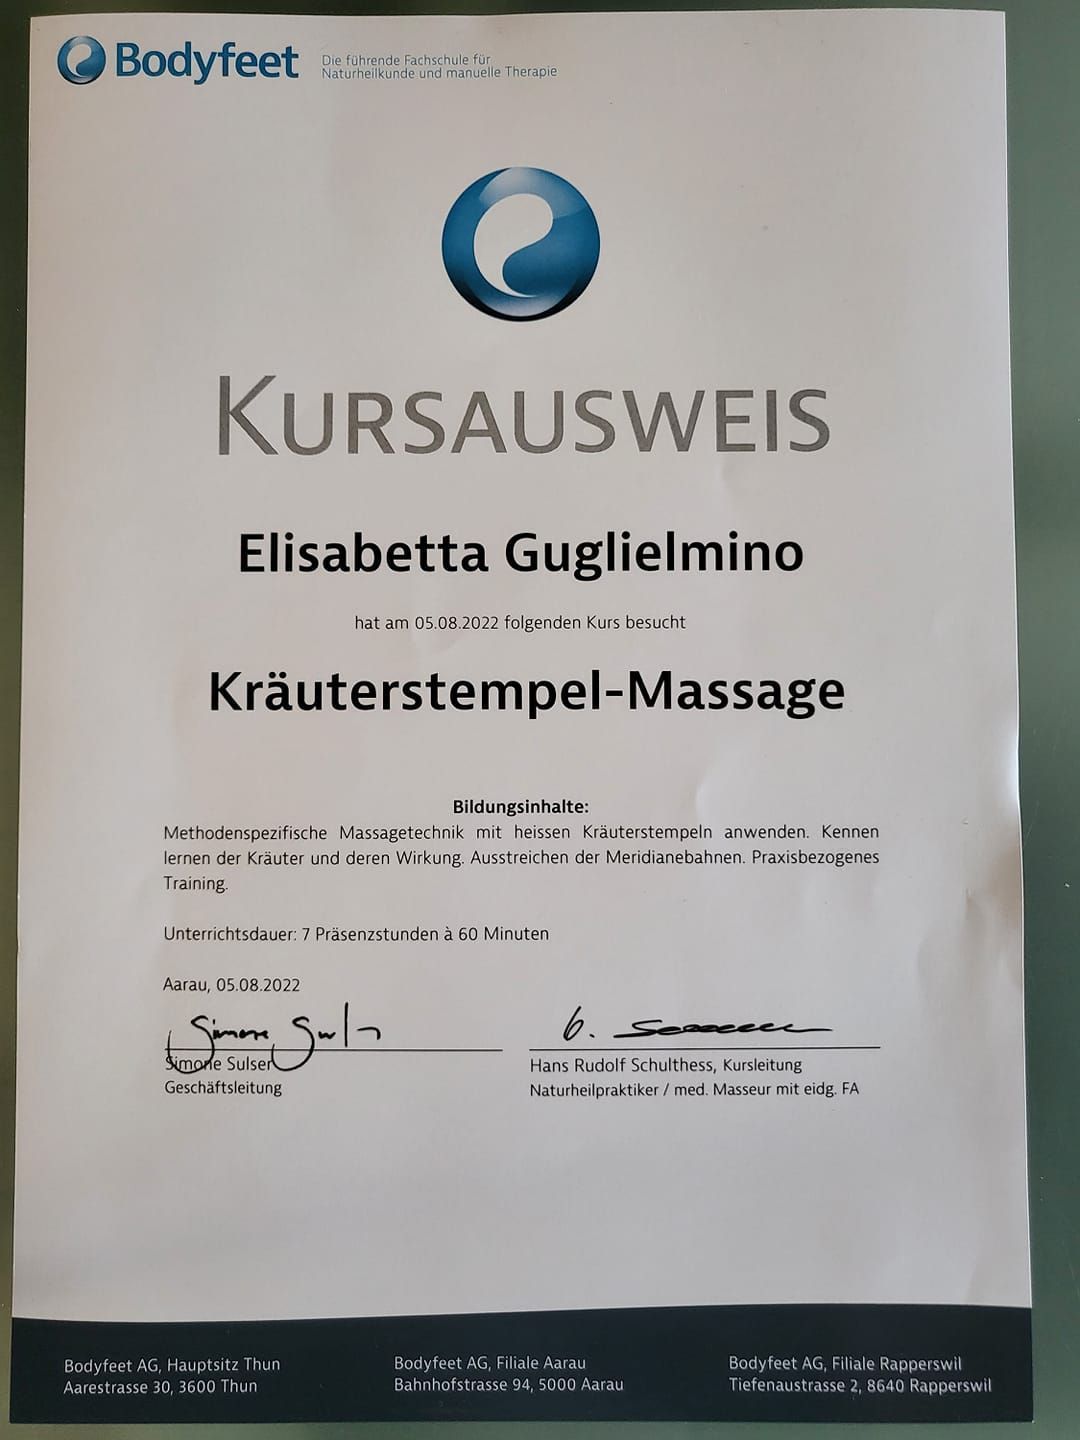 Bodyfeet
Die führende Fachschule für
Naturheilkunde und manuelle Therapie
KURSAUSWEIS
Elisabetta Guglielmino
hat am 05.08.2022 folgenden Kurs besucht
Kräuterstempel-Massage
Bildungsinhalte:
Methodenspezifische Massagetechnik mit heissen Kräuterstempeln anwenden. Kennen
lernen der Kräuter und deren Wirkung. Ausstreichen der Meridianebahnen. Praxisbezogenes
Training.
Unterrichtsdauer: 7 Präsenzstunden à 60 Minuten
Aarau, 05.08.2022
Simone
Simone Sulser
Geschäftsleitung
Hans Rudolf Schulthess, Kursleitung
Naturheilpraktiker / med. Masseur mit eidg. FA
Bodyfeet AG, Hauptsitz Thun
Aarestrasse 30, 3600 Thun
Bodyfeet AG, Filiale Aarau
Bahnhofstrasse 94, 5000 Aarau
Bodyfeet AG, Filiale Rapperswil
Tiefenaustrasse 2, 8640 Rapperswil